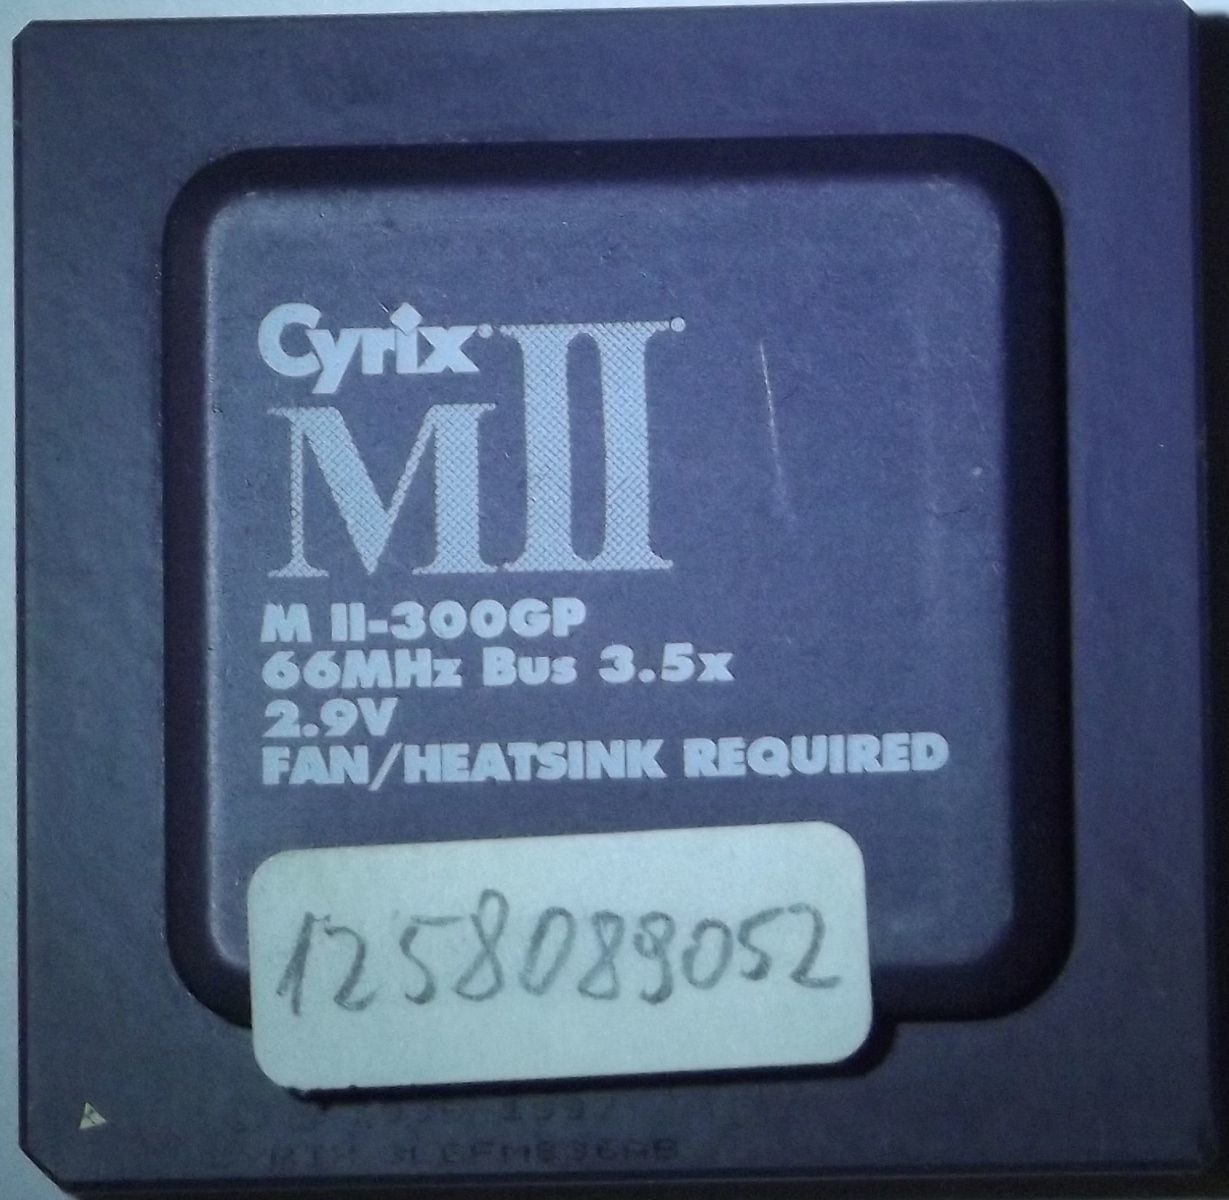 Cyrix
MII
M II-300GP
66MHz Bus 3.5x
2.9V
FAN/HEATSINK REQUIRED
1258089052